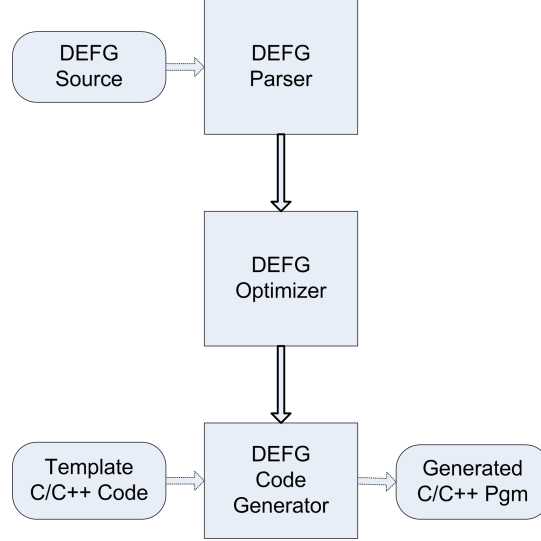 DEFG
Source
DEFG
Parser
DEFG
Optimizer
Template
C/C++ Code
DEFG
Code
Generator
Generated
C/C++ Pgm